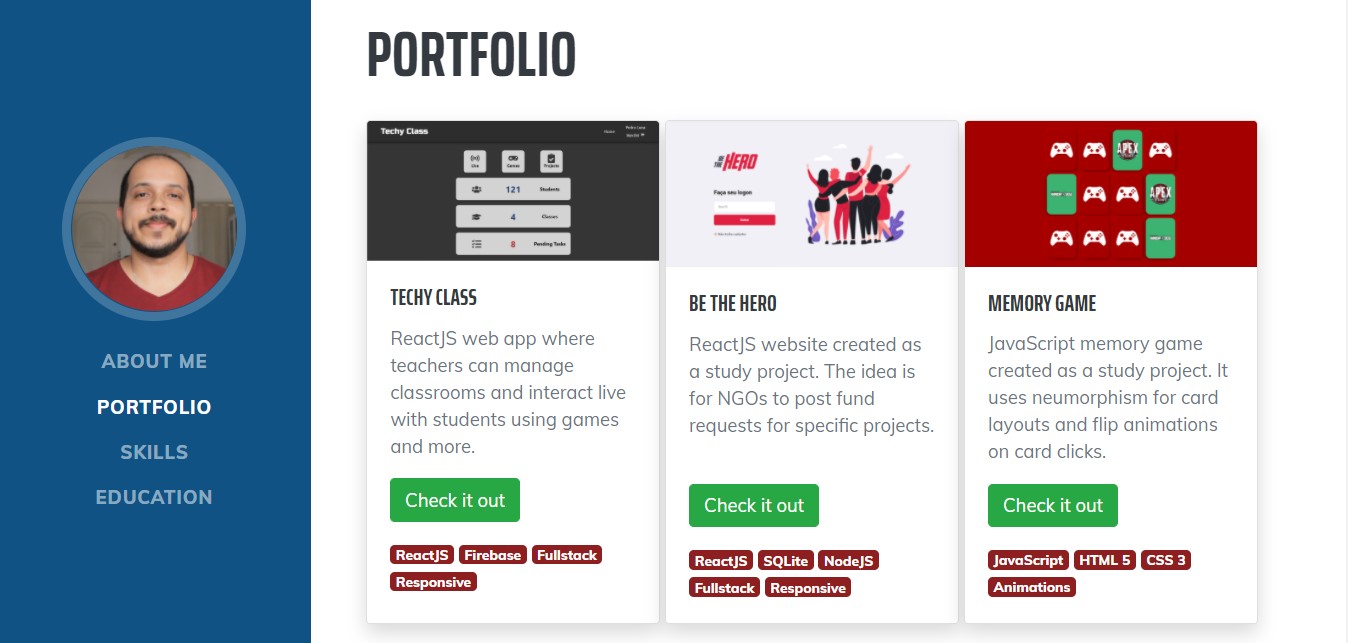 PORTFOLIO
ABOUT ME
PORTFOLIO
SKILLS
EDUCATION
Techy Class
Home
Live
Games
Projects
121 Students
4 Classes
8 Pending Tasks
TECHY CLASS
ReactJS web app where
teachers can manage
classrooms and interact live
with students using games
and more.
Check it out
ReactJS Firebase Fullstack
Responsive
BE
THE HERO
Faça seu logon
BE THE HERO
ReactJS website created as
a study project. The idea is
for NGOs to post fund
requests for specific projects.
Check it out
ReactJS SQLite NodeJS
Fullstack Responsive
APEX
APEX
MEMORY GAME
JavaScript memory game
created as a study project. It
uses neumorphism for card
layouts and flip animations
on card clicks.
Check it out
JavaScript HTML 5 CSS 3
Animations